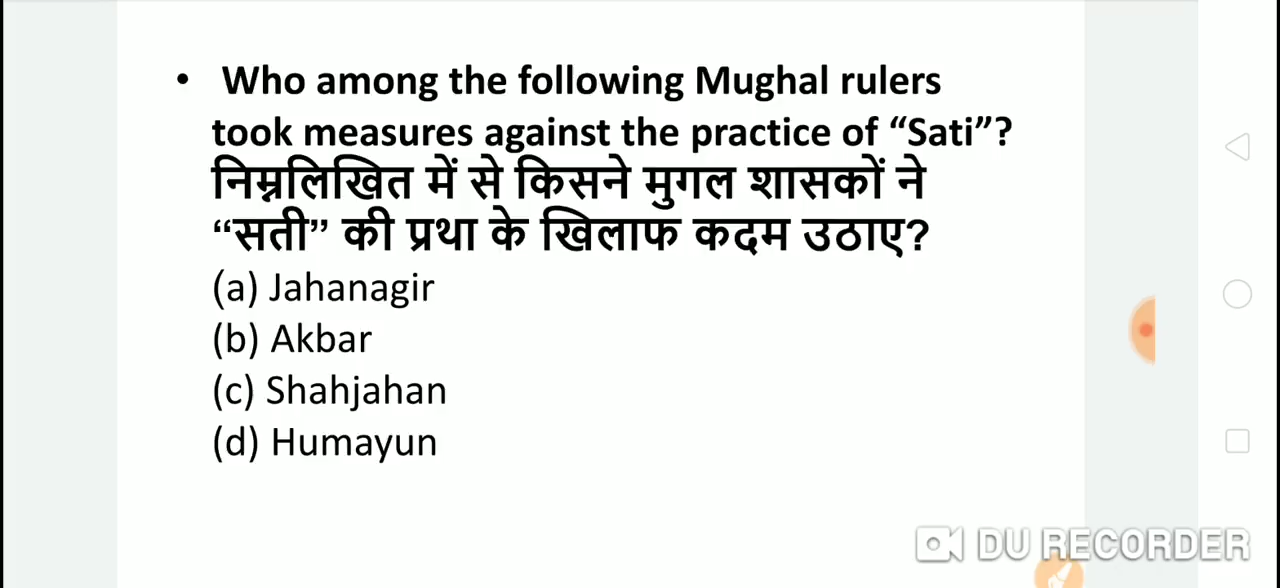 • Who among the following Mughal rulers
took measures against the practice of “Sati”?
निम्नलिखित में से किसने मुगल शासकों ने
“सती” की प्रथा के खिलाफ कदम उठाए?
(a) Jahanagir
(b) Akbar
(c) Shahjahan
(d) Humayun
DU RECORDER